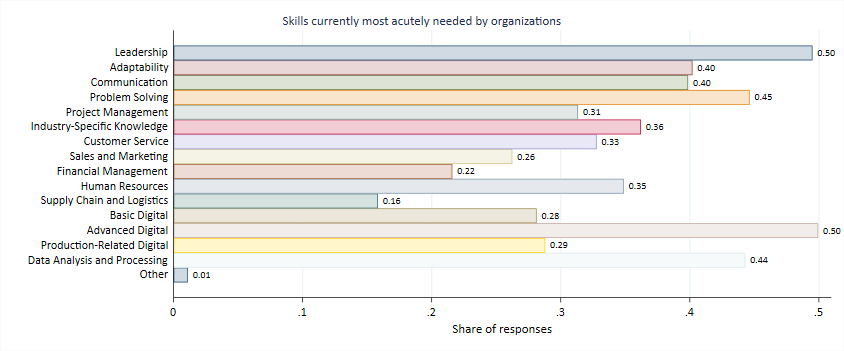 Skills currently most acutely needed by organizations
Leadership 0.50
Adaptability 0.40
Communication 0.40
Problem Solving 0.45
Project Management 0.31
Industry-Specific Knowledge 0.36
Customer Service 0.33
Sales and Marketing 0.26
Financial Management 0.22
Human Resources 0.35
Supply Chain and Logistics 0.16
Basic Digital 0.28
Advanced Digital 0.50
Production-Related Digital 0.29
Data Analysis and Processing 0.44
Other 0.01
0 .1 .2 .3 .4 .5
Share of responses